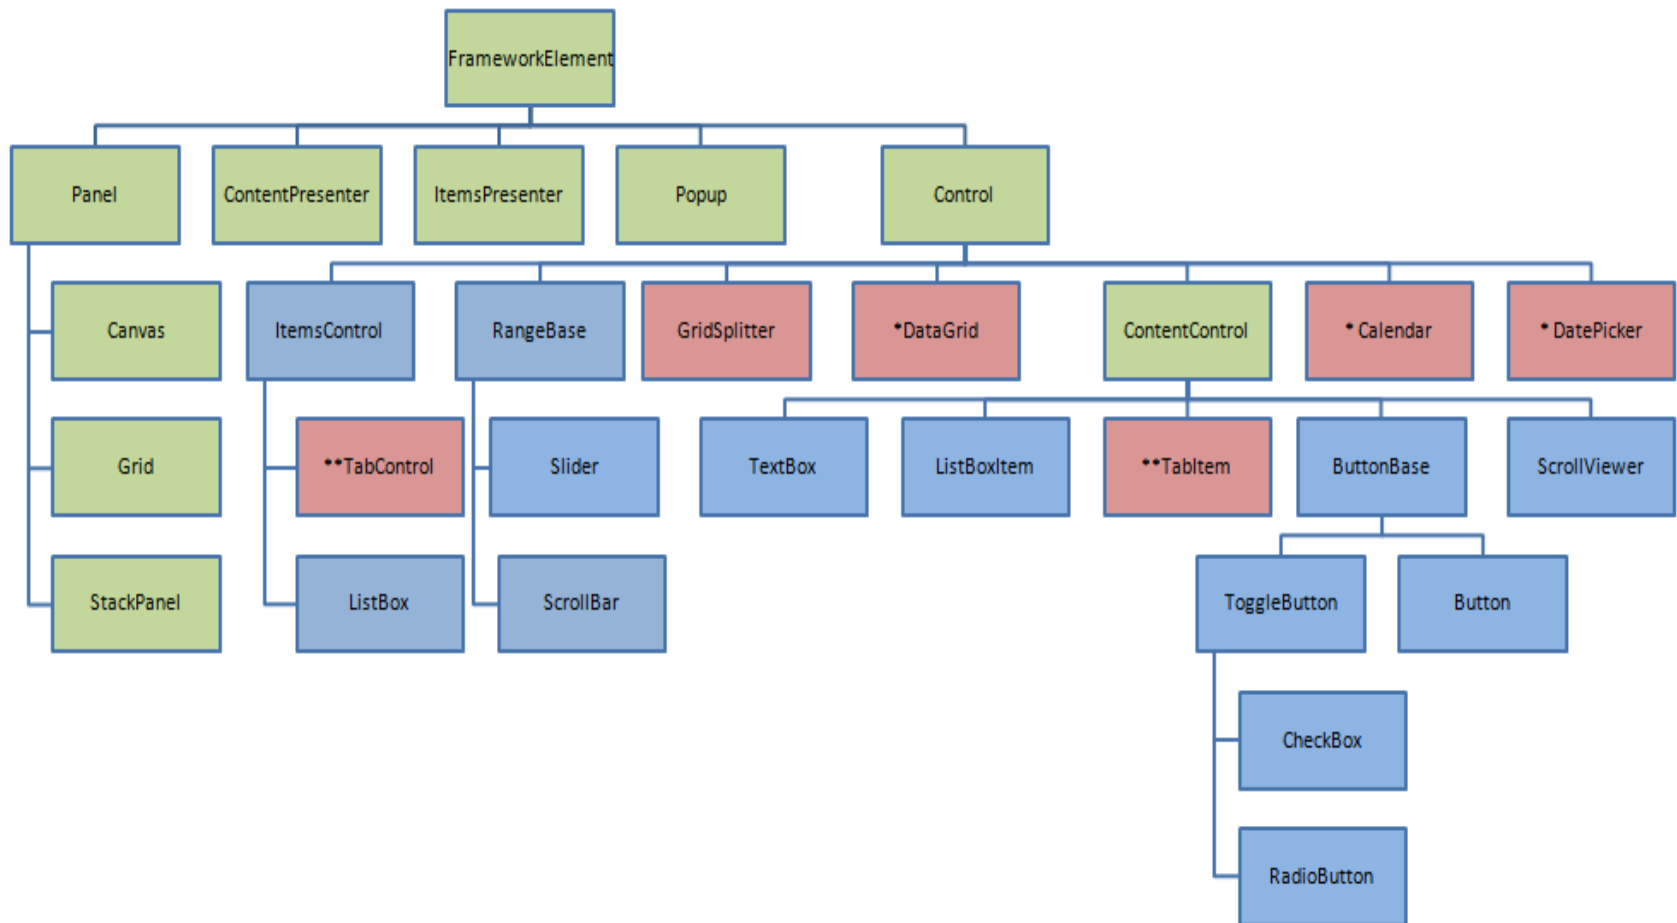 FrameworkElement
Panel
ContentPresenter
ItemsPresenter
Popup
Control
Canvas
ItemsControl
RangeBase
GridSplitter
*DataGrid
ContentControl
* Calendar
* DatePicker
Grid
**TabControl
Slider
TextBox
ListBoxItem
**TabItem
ButtonBase
ScrollViewer
StackPanel
ListBox
ScrollBar
ToggleButton
Button
CheckBox
RadioButton